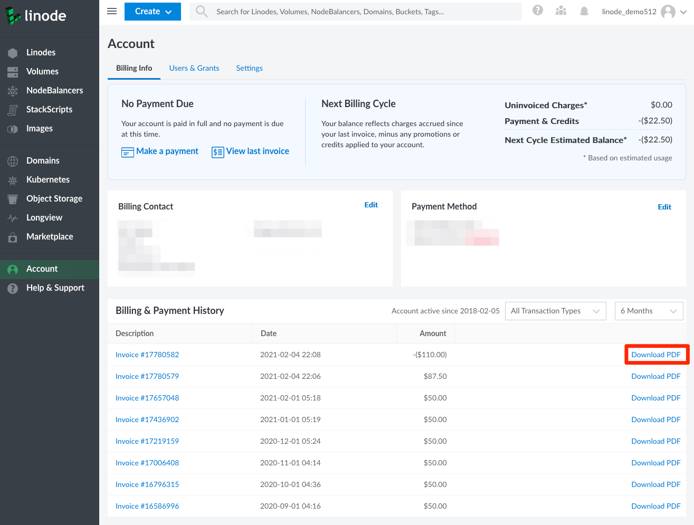 linode
Create
Search for Linodes, Volumes, NodeBalancers, Domains, Buckets, Tags...
linode_demo512
Linodes
Volumes
NodeBalancers
StackScripts
Images
Domains
Kubernetes
Object Storage
Longview
Marketplace
Account
Help & Support
Account
Billing Info
Users & Grants
Settings
No Payment Due
Your account is paid in full and no payment is due
at this time.
Make a payment
View last invoice
Next Billing Cycle
Your balance reflects charges accrued since
your last invoice, minus any promotions or
credits applied to your account.
Uninvoiced Charges* $0.00
Payment & Credits -($22.50)
Next Cycle Estimated Balance* -($22.50)
* Based on estimated usage
Billing Contact Edit
Payment Method Edit
Billing & Payment History Account active since 2018-02-05 All Transaction Types 6 Months
Description Date Amount
Invoice #17780582 2021-02-04 22:08 -($110.00) Download PDF
Invoice #17780579 2021-02-04 22:06 $87.50 Download PDF
Invoice #17657048 2021-02-01 05:18 $50.00 Download PDF
Invoice #17436902 2021-01-01 05:19 $50.00 Download PDF
Invoice #17219159 2020-12-01 05:24 $50.00 Download PDF
Invoice #17006408 2020-11-01 04:14 $50.00 Download PDF
Invoice #16796315 2020-10-01 04:36 $50.00 Download PDF
Invoice #16586996 2020-09-01 04:16 $50.00 Download PDF